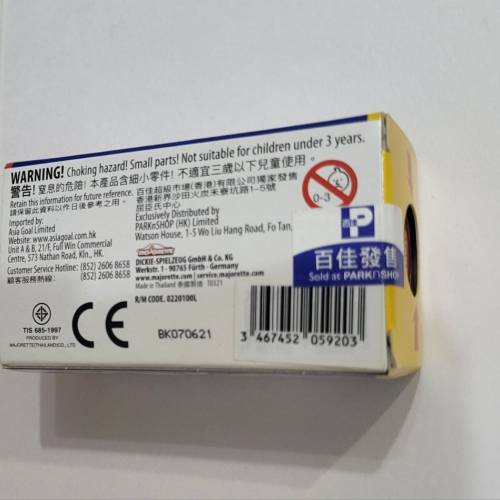 WARNING! Choking hazard! Small parts! Not suitable for children under 3 years.
警告! 窒息的危險! 本產品含細小零件! 不適宜三歲以下兒童使用。
Retain this information for future reference.
請保留此資料以作日後參考之用。
Imported by:
Asia Goal Limited
Website: www.asiagoal.com.hk
Unit A & B, 21/F, Full Win Commercial
Centre, 573 Nathan Road, Kln., HK.
Customer Service Hotline: (852) 2606 8658
顧客服務熱線: (852) 2606 8658
百佳超級市場(香港)有限公司獨家發售
香港新界沙田火炭禾寮坑路1-5號
屈臣氏中心
Exclusively Distributed by
PARKnSHOP (HK) Limited
Watson House, 1-5 Wo Liu Hang Road, Fo Tan,
0-3
majorette
DICKIE-SPIELZEUG GmbH & Co. KG
Werkstr. 1 - 90765 Fürth - Germany
www.majorette.com | service.majorette.com
Made in Thailand 泰國製造 T0321
R/M CODE. 0220100L
TIS 685-1997
PRODUCED BY
MAJORETTE(THAILAND)CO., LTD
CE
BK070621
3 467452 059203
百佳
P
百佳發售
Sold at PARKnSHOP